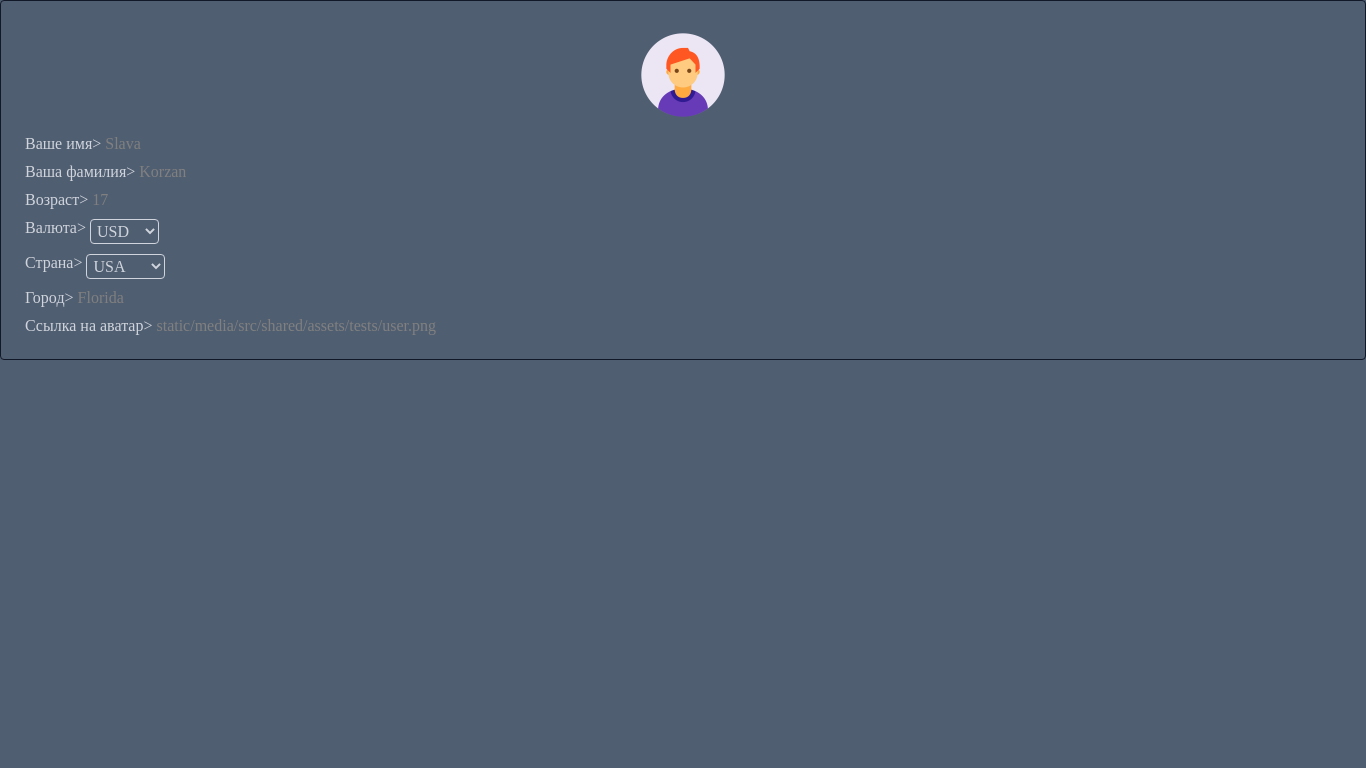 Ваше имя> Slava
Ваша фамилия> Korzan
Возраст> 17
Валюта> USD
Страна> USA
Город> Florida
Ссылка на аватар> static/media/src/shared/assets/tests/user.png